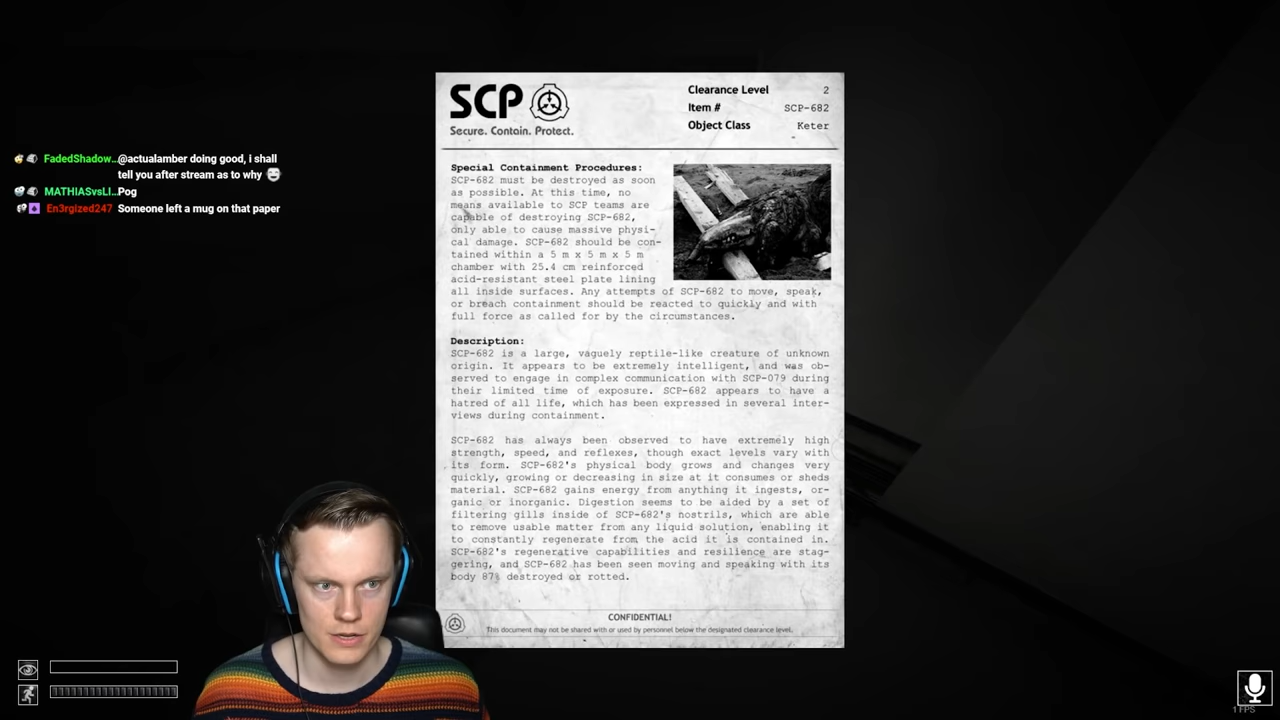 FadedShadow.. @actualamber doing good, i shall
tell you after stream as to why
MATHIASvsLI.. Pog
En3rgized247 Someone left a mug on that paper
SCP
Secure. Contain. Protect.
Clearance Level 2
Item # SCP-682
Object Class Keter
Special Containment Procedures:
SCP-682 must be destroyed as soon
as possible. At this time, no
means available to SCP teams are
capable of destroying SCP-682,
only able to cause massive physi-
cal damage. SCP-682 should be con-
tained within a 5 m x 5 m x 5 m
chamber with 25.4 cm reinforced
acid-resistant steel plate lining
all inside surfaces. Any attempts of SCP-682 to move, speak,
or breach containment should be reacted to quickly and with
full force as called for by the circumstances.
Description:
SCP-682 is a large, vaguely reptile-like creature of unknown
origin. It appears to be extremely intelligent, and was ob-
served to engage in complex communication with SCP-079 during
their limited time of exposure. SCP-682 appears to have a
hatred of all life, which has been expressed in several inter-
views during containment.
SCP-682 has always been observed to have extremely high
strength, speed, and reflexes, though exact levels vary with
its form. SCP-682's physical body grows and changes very
quickly, growing or decreasing in size at it consumes or sheds
material. SCP-682 gains energy from anything it ingests, or-
ganic or inorganic. Digestion seems to be aided by a set of
filtering gills inside of SCP-682's nostrils, which are able
to remove usable matter from any liquid solution, enabling it
to constantly regenerate from the acid it is contained in.
SCP-682's regenerative capabilities and resilience are stag-
gering, and SCP-682 has been seen moving and speaking with its
body 87% destroyed or rotted.
CONFIDENTIAL!
This document may not be shared with or used by personnel below the designated clearance level.
1 FPS